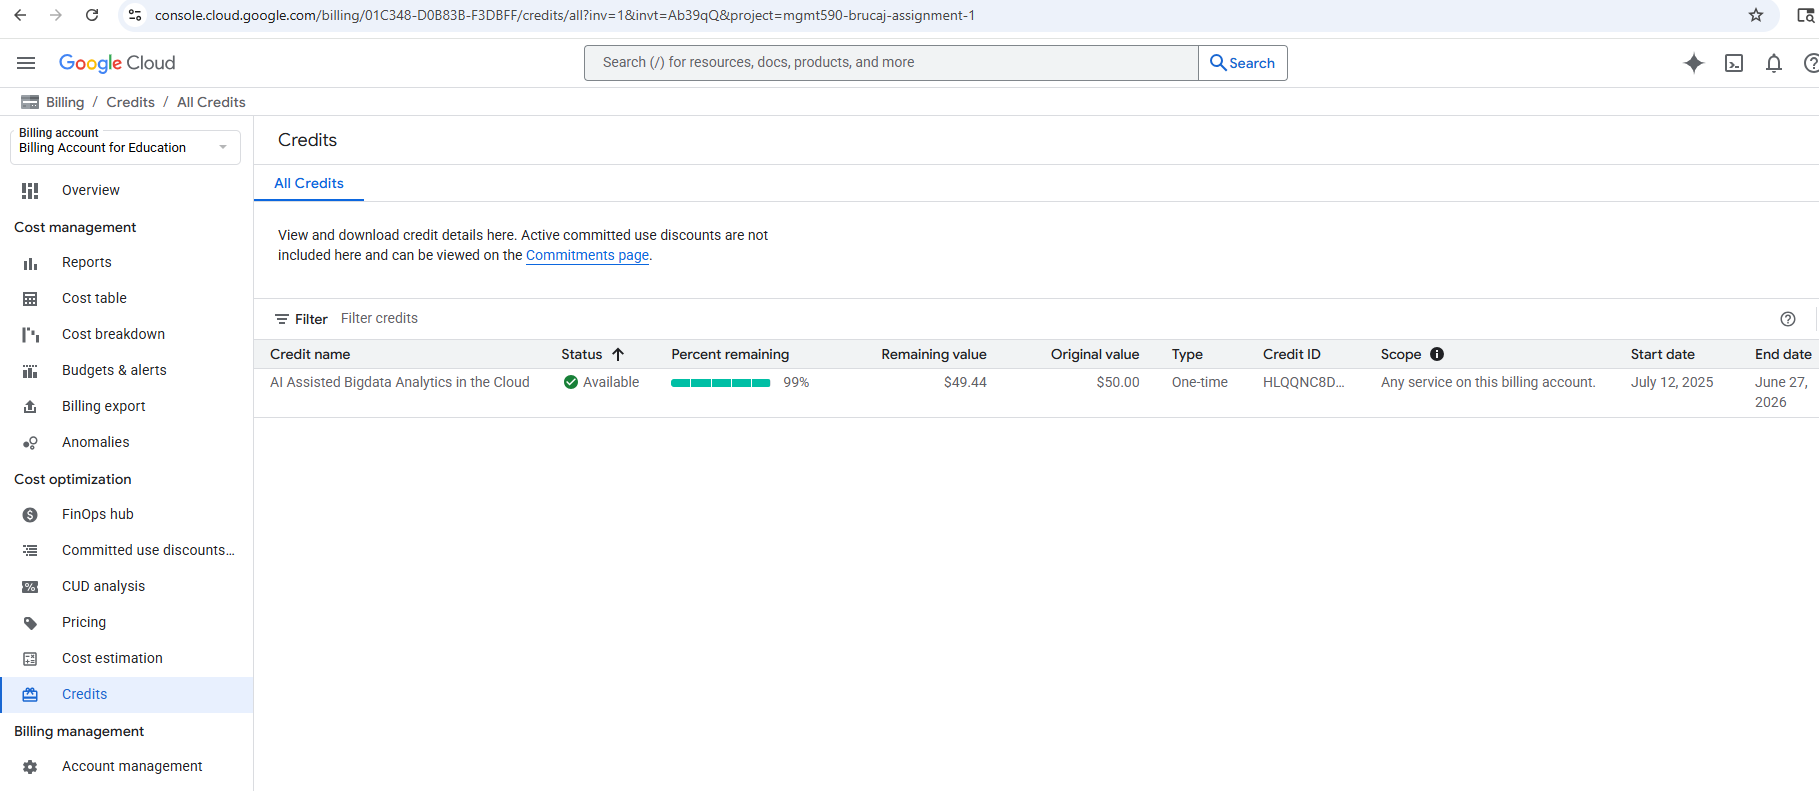 console.cloud.google.com/billing/01C348-D0B83B-F3DBFF/credits/all?inv=1&invt=Ab39qQ&project=mgmt590-brucaj-assignment-1
Google Cloud
Search (/) for resources, docs, products, and more
Search
Billing / Credits / All Credits
Billing account
Billing Account for Education
Overview
Cost management
Reports
Cost table
Cost breakdown
Budgets & alerts
Billing export
Anomalies
Cost optimization
FinOps hub
Committed use discounts...
CUD analysis
Pricing
Cost estimation
Credits
Billing management
Account management
Credits
All Credits
View and download credit details here. Active committed use discounts are not
included here and can be viewed on the Commitments page.
Filter Filter credits
Credit name Status Percent remaining Remaining value Original value Type Credit ID Scope Start date End date
AI Assisted Bigdata Analytics in the Cloud Available 99% $49.44 $50.00 One-time HLQQNC8D... Any service on this billing account. July 12, 2025 June 27,
2026